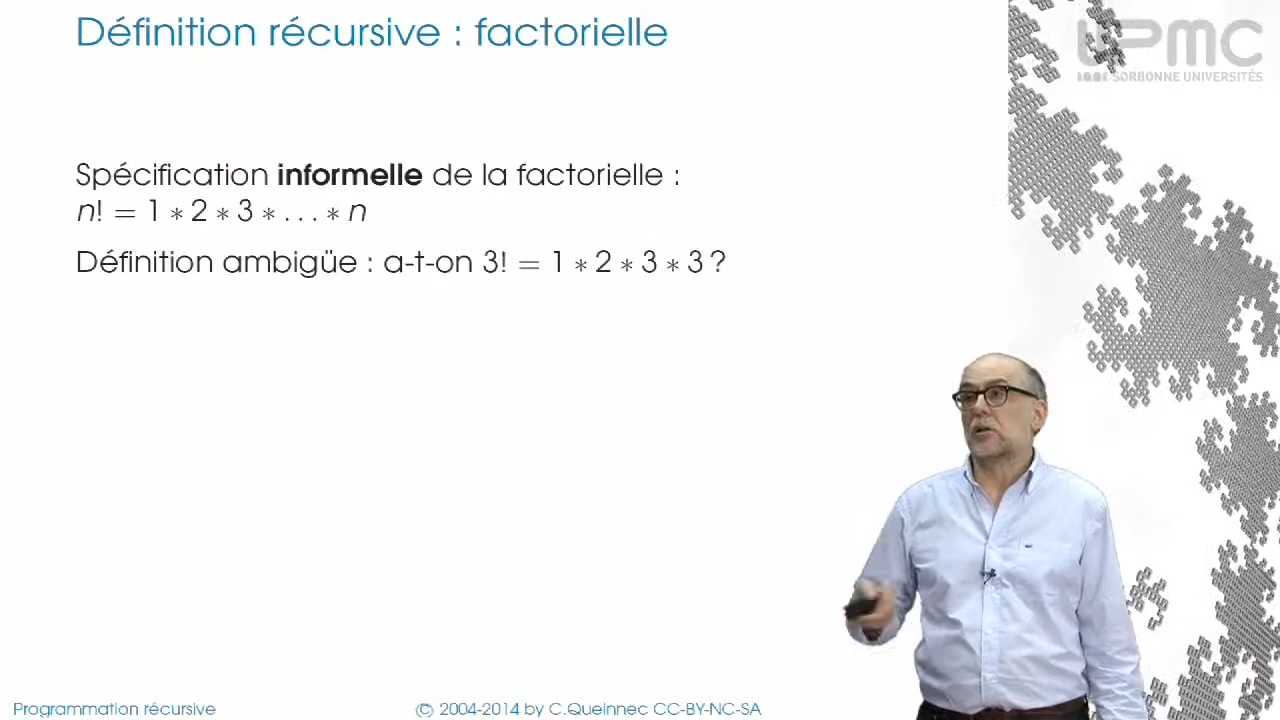 Définition récursive : factorielle
UPMC
SORBONNE UNIVERSITÉS
Spécification informelle de la factorielle :
n! = 1 ∗ 2 ∗ 3 ∗ . . . ∗ n
Définition ambigüe : a-t-on 3! = 1 ∗ 2 ∗ 3 ∗ 3 ?
Programmation récursive
© 2004-2014 by C.Queinnec CC-BY-NC-SA